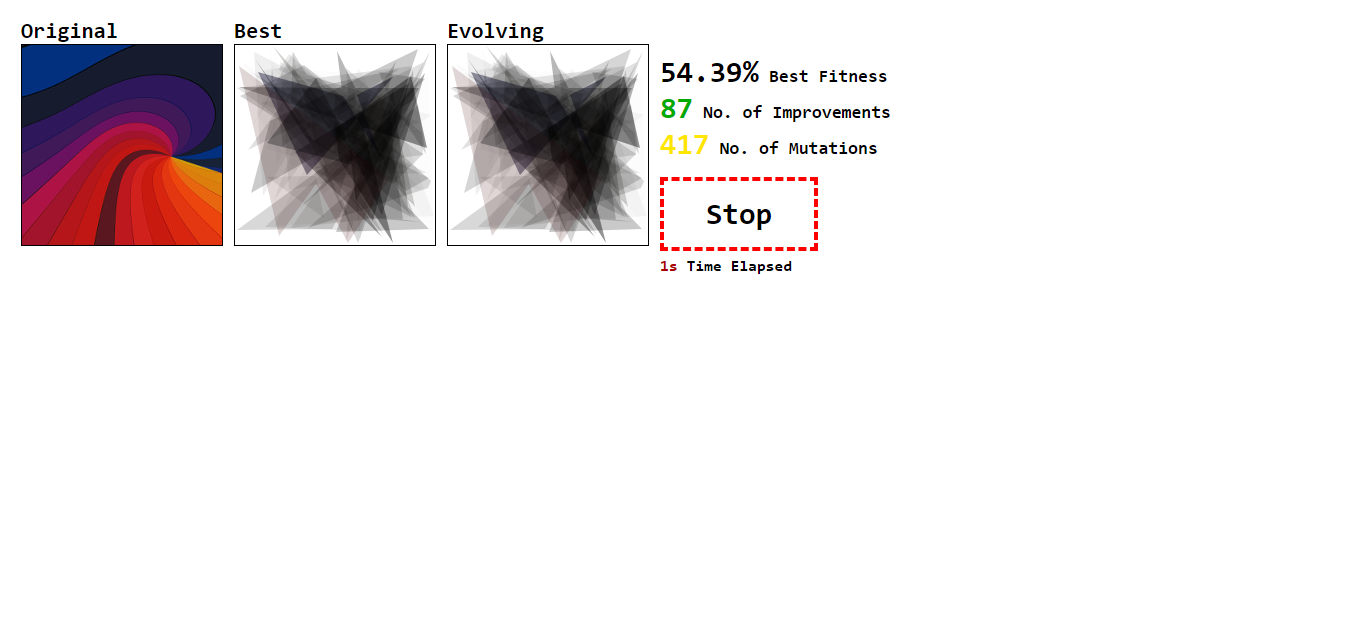 Original
Best
Evolving
54.39% Best Fitness
87 No. of Improvements
417 No. of Mutations
Stop
1s Time Elapsed